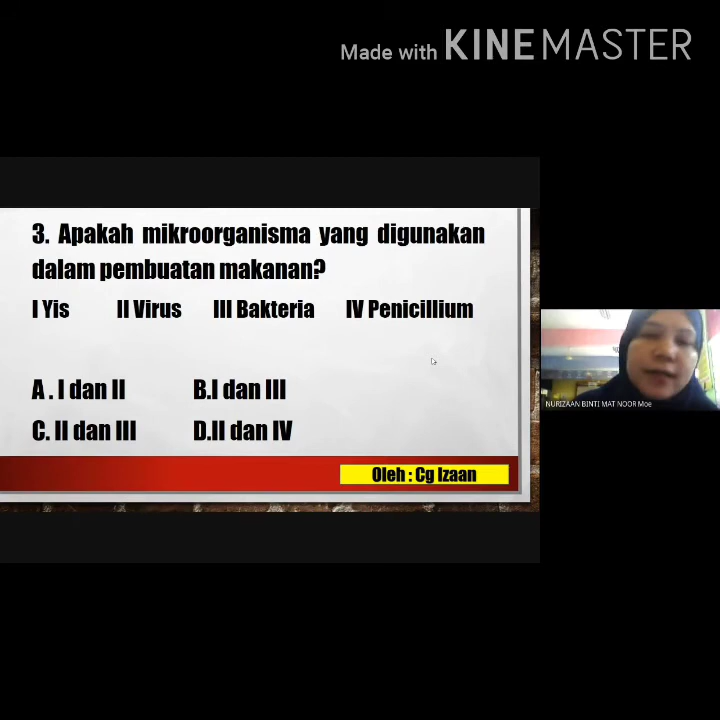 Made with KINEMASTER
3. Apakah mikroorganisma yang digunakan
dalam pembuatan makanan?
I Yis II Virus III Bakteria IV Penicillium
A . I dan II B.I dan III
C. II dan III D.II dan IV
Oleh : Cg Izaan
NURIZAAN BINTI MAT NOOR Moe